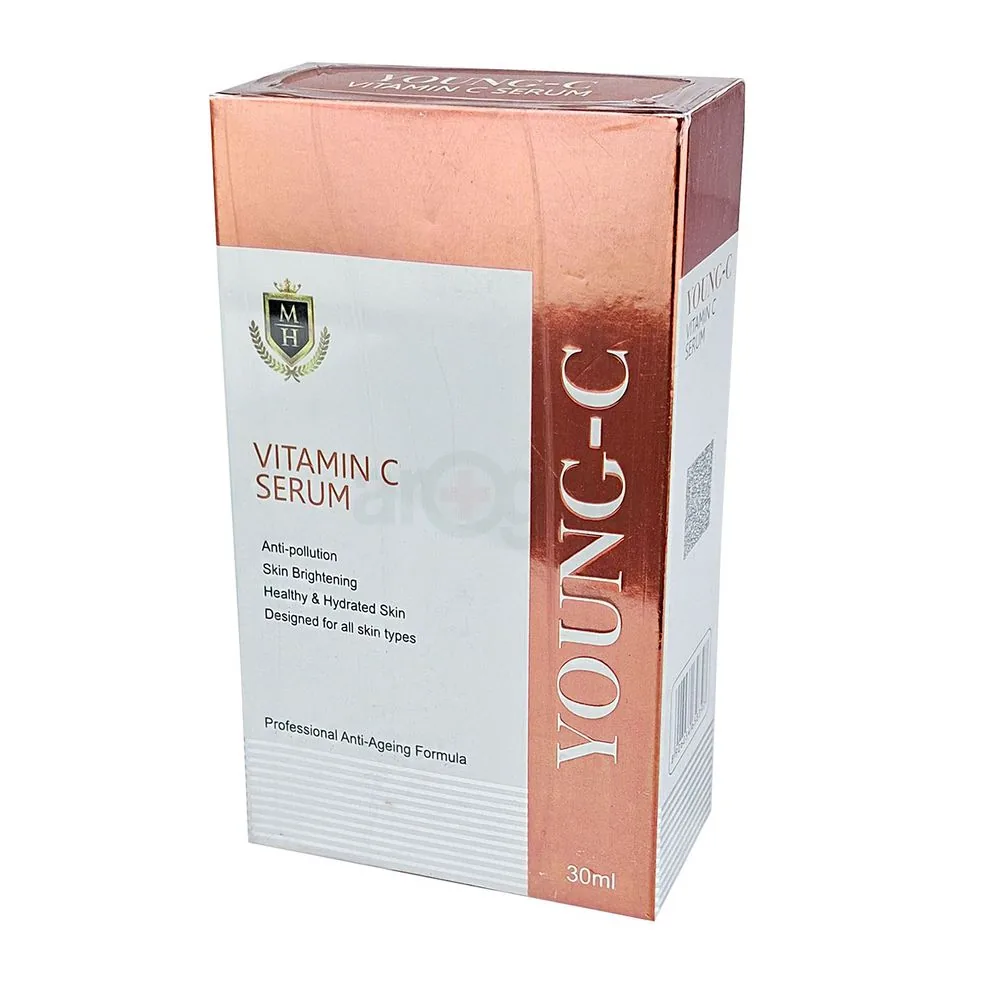 YOUNG-C
VITAMIN C SERUM
M
H
VITAMIN C
SERUM
Anti-pollution
Skin Brightening
Healthy & Hydrated Skin
Designed for all skin types
Professional Anti-Ageing Formula
YOUNG-C
30ml
YOUNG-C
VITAMIN C
SERUM
arog